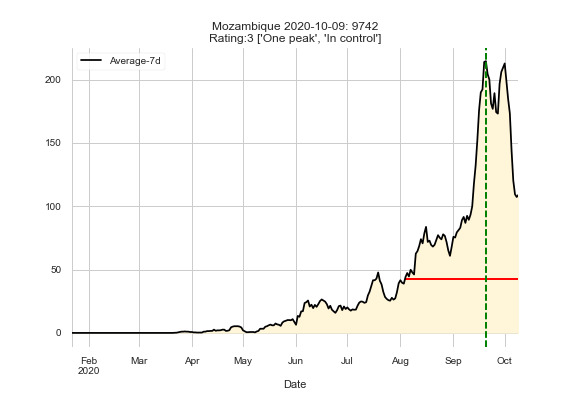 Mozambique 2020-10-09: 9742
Rating:3 ['One peak', 'In control']
Average-7d
200
150
100
50
0
Feb Mar Apr May Jun Jul Aug Sep Oct
2020
Date